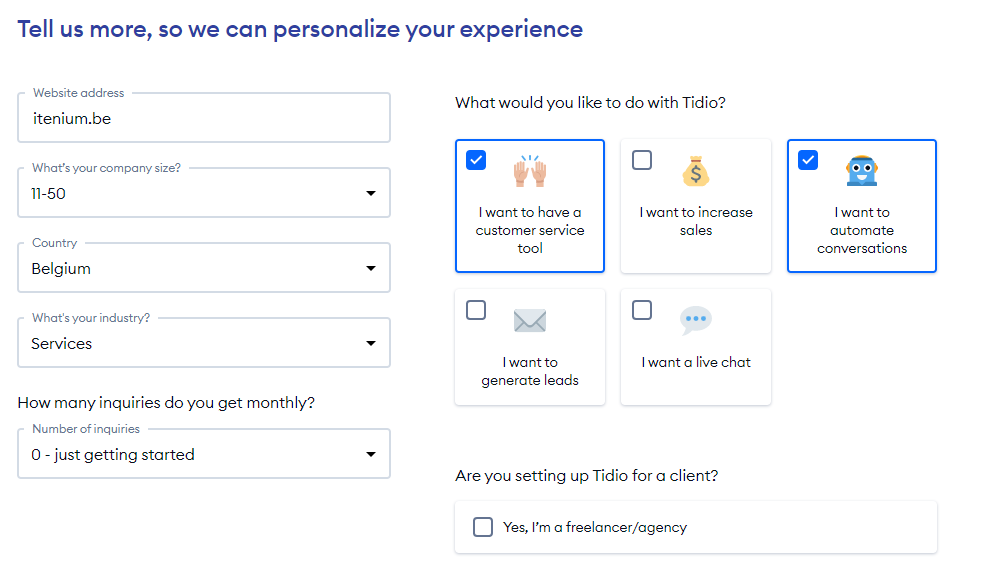 Tell us more, so we can personalize your experience
Website address
itenium.be
What's your company size?
11-50
Country
Belgium
What's your industry?
Services
How many inquiries do you get monthly?
Number of inquiries
0 - just getting started
What would you like to do with Tidio?
I want to have a
customer service
tool
I want to increase
sales
I want to
automate
conversations
I want to
generate leads
I want a live chat
Are you setting up Tidio for a client?
Yes, I'm a freelancer/agency